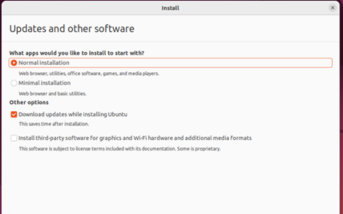 Install
Updates and other software
What apps would you like to install to start with?
Normal installation
Web browser, utilities, office software, games, and media players.
Minimal installation
Web browser and basic utilities.
Other options
Download updates while installing Ubuntu
This saves time after installation.
Install third-party software for graphics and Wi-Fi hardware and additional media formats
This software is subject to license terms included with its documentation. Some is proprietary.